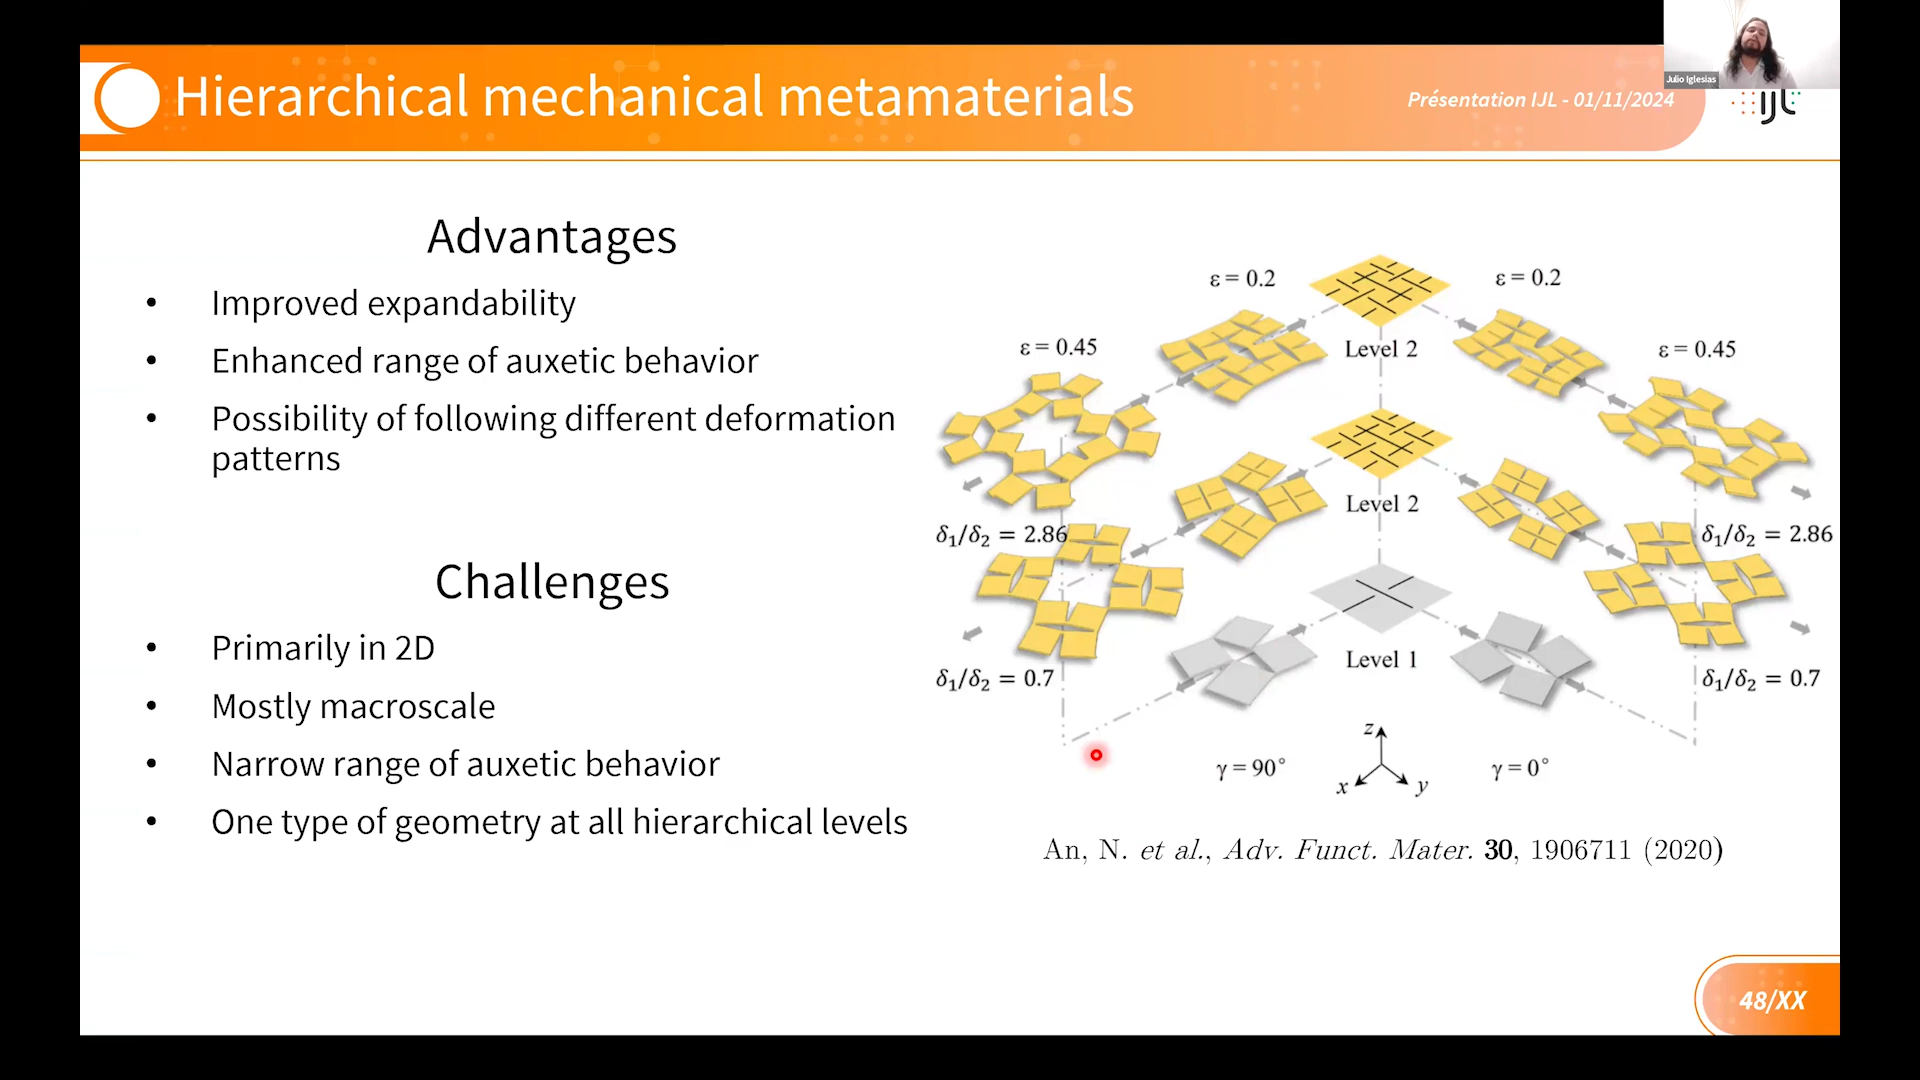 Hierarchical mechanical metamaterials
Présentation IJL - 01/11/2024
Julio Iglesias
ijL
Advantages
• Improved expandability
• Enhanced range of auxetic behavior
• Possibility of following different deformation
patterns
Challenges
• Primarily in 2D
• Mostly macroscale
• Narrow range of auxetic behavior
• One type of geometry at all hierarchical levels
ε = 0.2
ε = 0.2
ε = 0.45
Level 2
ε = 0.45
Level 2
δ₁/δ₂ = 2.86
δ₁/δ₂ = 2.86
Level 1
δ₁/δ₂ = 0.7
δ₁/δ₂ = 0.7
z
γ = 90°
γ = 0°
x
y
An, N. et al., Adv. Funct. Mater. 30, 1906711 (2020)
48/XX